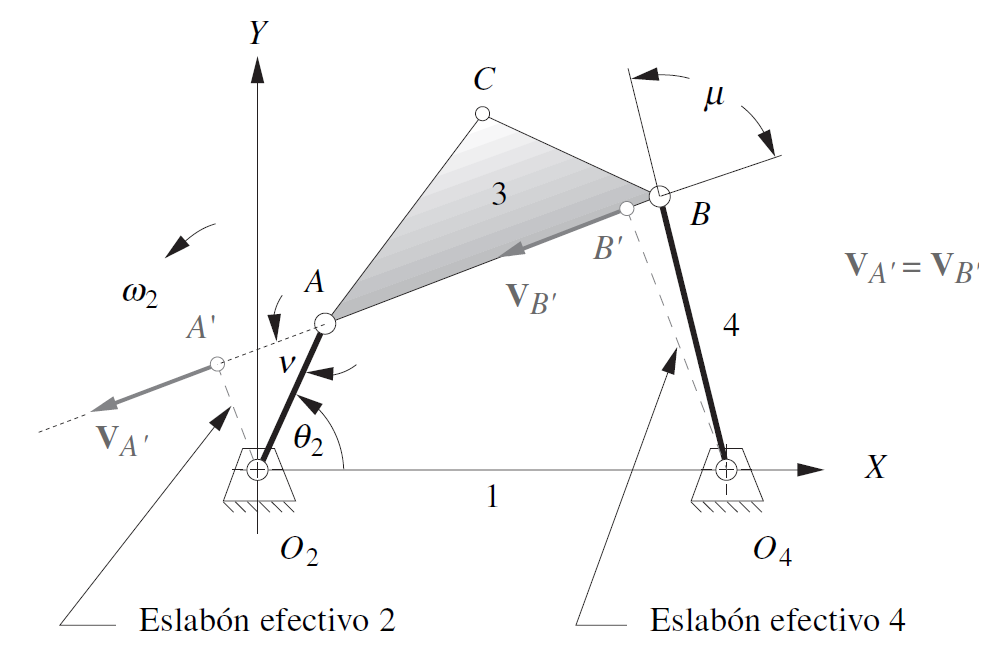 Y
C
μ
3
B
B'
V_A' = V_B'
ω2
A
A'
V_B'
4
ν
V_A'
θ2
X
1
O2
O4
Eslabón efectivo 2
Eslabón efectivo 4